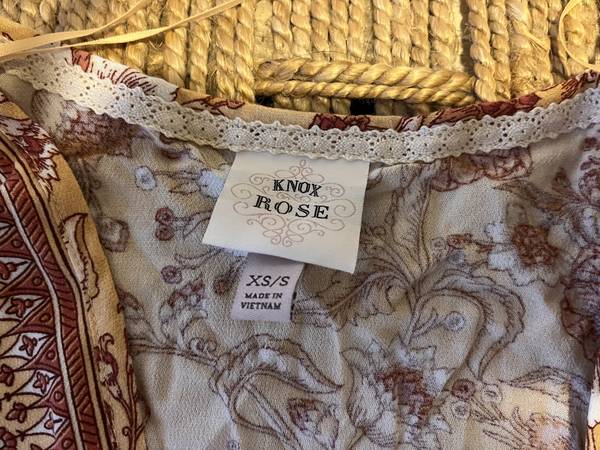 KNOX
ROSE
XS/S
MADE IN
VIETNAM